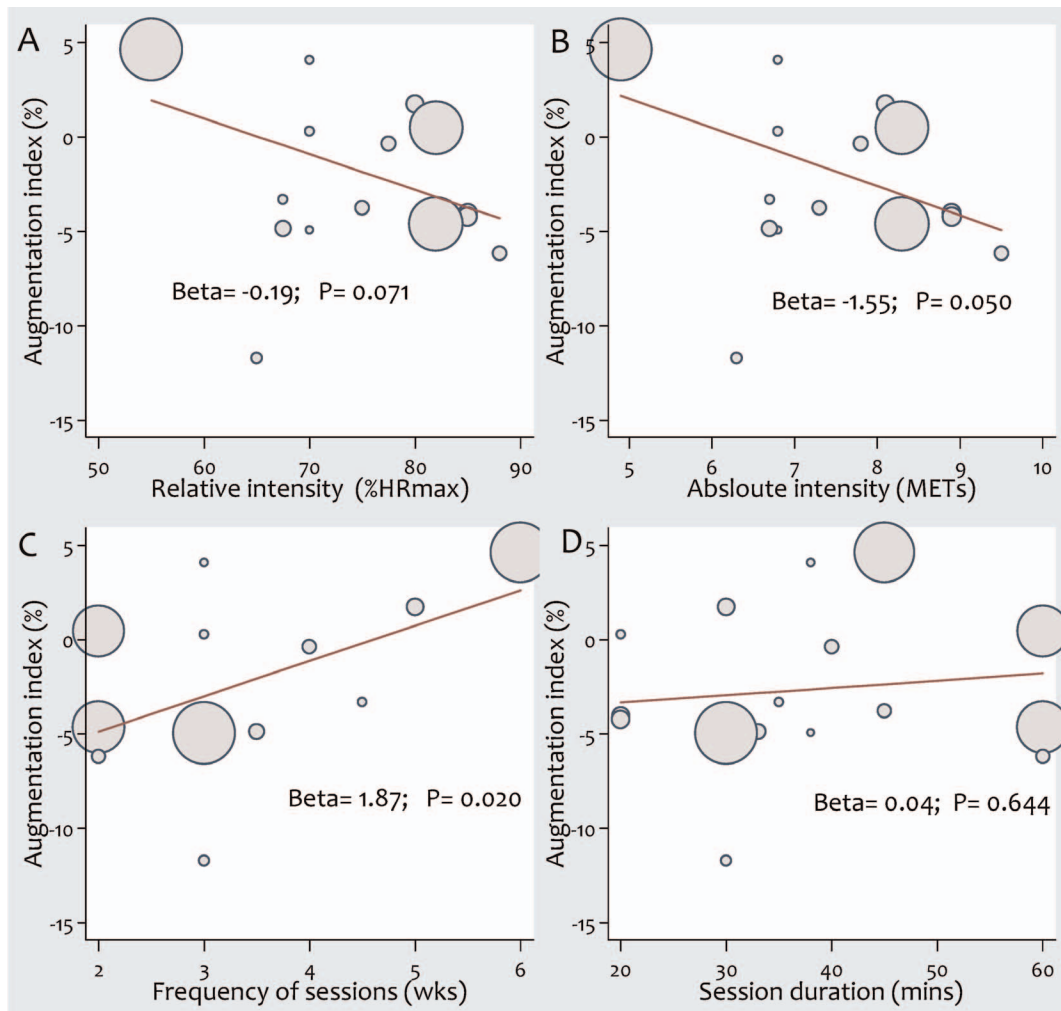 A
Augmentation index (%)
5
0
-5
-10
-15
Beta= -0.19; P= 0.071
50 60 70 80 90
Relative intensity (%HRmax)
B
Augmentation index (%)
5
0
-5
-10
-15
Beta= -1.55; P= 0.050
5 6 7 8 9 10
Absloute intensity (METs)
C
Augmentation index (%)
5
0
-5
-10
-15
Beta= 1.87; P= 0.020
2 3 4 5 6
Frequency of sessions (wks)
D
Augmentation index (%)
5
0
-5
-10
-15
Beta= 0.04; P= 0.644
20 30 40 50 60
Session duration (mins)